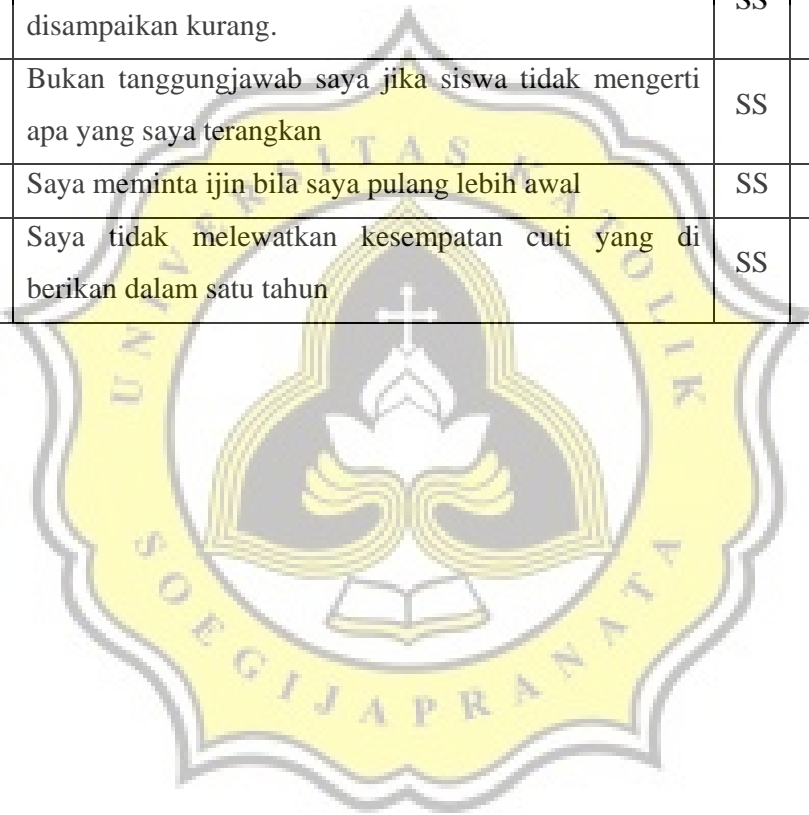 disampaikan kurang.
SS
Bukan tanggungjawab saya jika siswa tidak mengerti
apa yang saya terangkan
SS
Saya meminta ijin bila saya pulang lebih awal
SS
Saya tidak melewatkan kesempatan cuti yang di
berikan dalam satu tahun
SS
UNIVERSITAS KATOLIK
SOEGIJAPRANATA